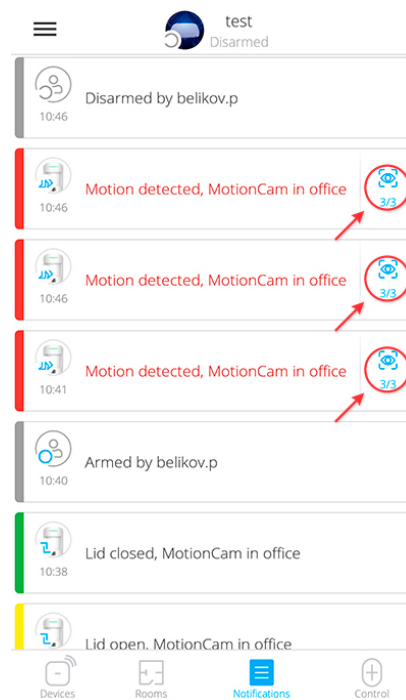 test
Disarmed
Disarmed by belikov.p
10:46
Motion detected, MotionCam in office
3/3
10:46
Motion detected, MotionCam in office
3/3
10:46
Motion detected, MotionCam in office
3/3
10:41
Armed by belikov.p
10:40
Lid closed, MotionCam in office
10:38
Lid open, MotionCam in office
Devices
Rooms
Notifications
Control